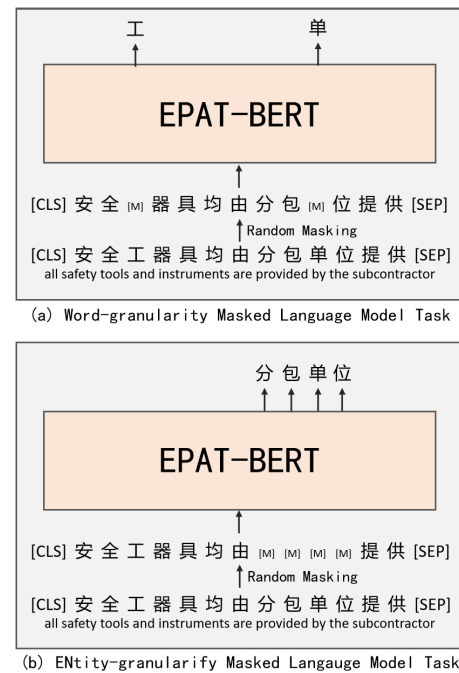 工 单
EPAT-BERT
[CLS] 安 全 [M] 器 具 均 由 分 包 [M] 位 提 供 [SEP]
Random Masking
[CLS] 安 全 工 器 具 均 由 分 包 单 位 提 供 [SEP]
all safety tools and instruments are provided by the subcontractor
(a) Word-granularity Masked Language Model Task
分 包 单 位
EPAT-BERT
[CLS] 安 全 工 器 具 均 由 [M] [M] [M] [M] 提 供 [SEP]
Random Masking
[CLS] 安 全 工 器 具 均 由 分 包 单 位 提 供 [SEP]
all safety tools and instruments are provided by the subcontractor
(b) ENtity-granularify Masked Langauge Model Task